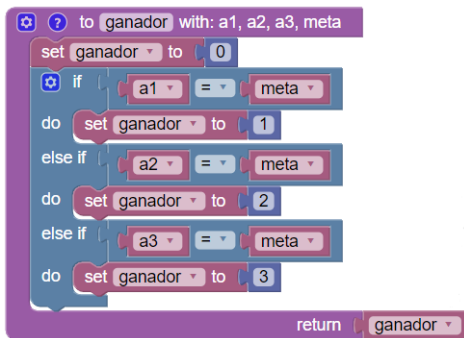 ? to ganador with: a1, a2, a3, meta
set ganador to 0
if a1 = meta
do set ganador to 1
else if a2 = meta
do set ganador to 2
else if a3 = meta
do set ganador to 3
return ganador